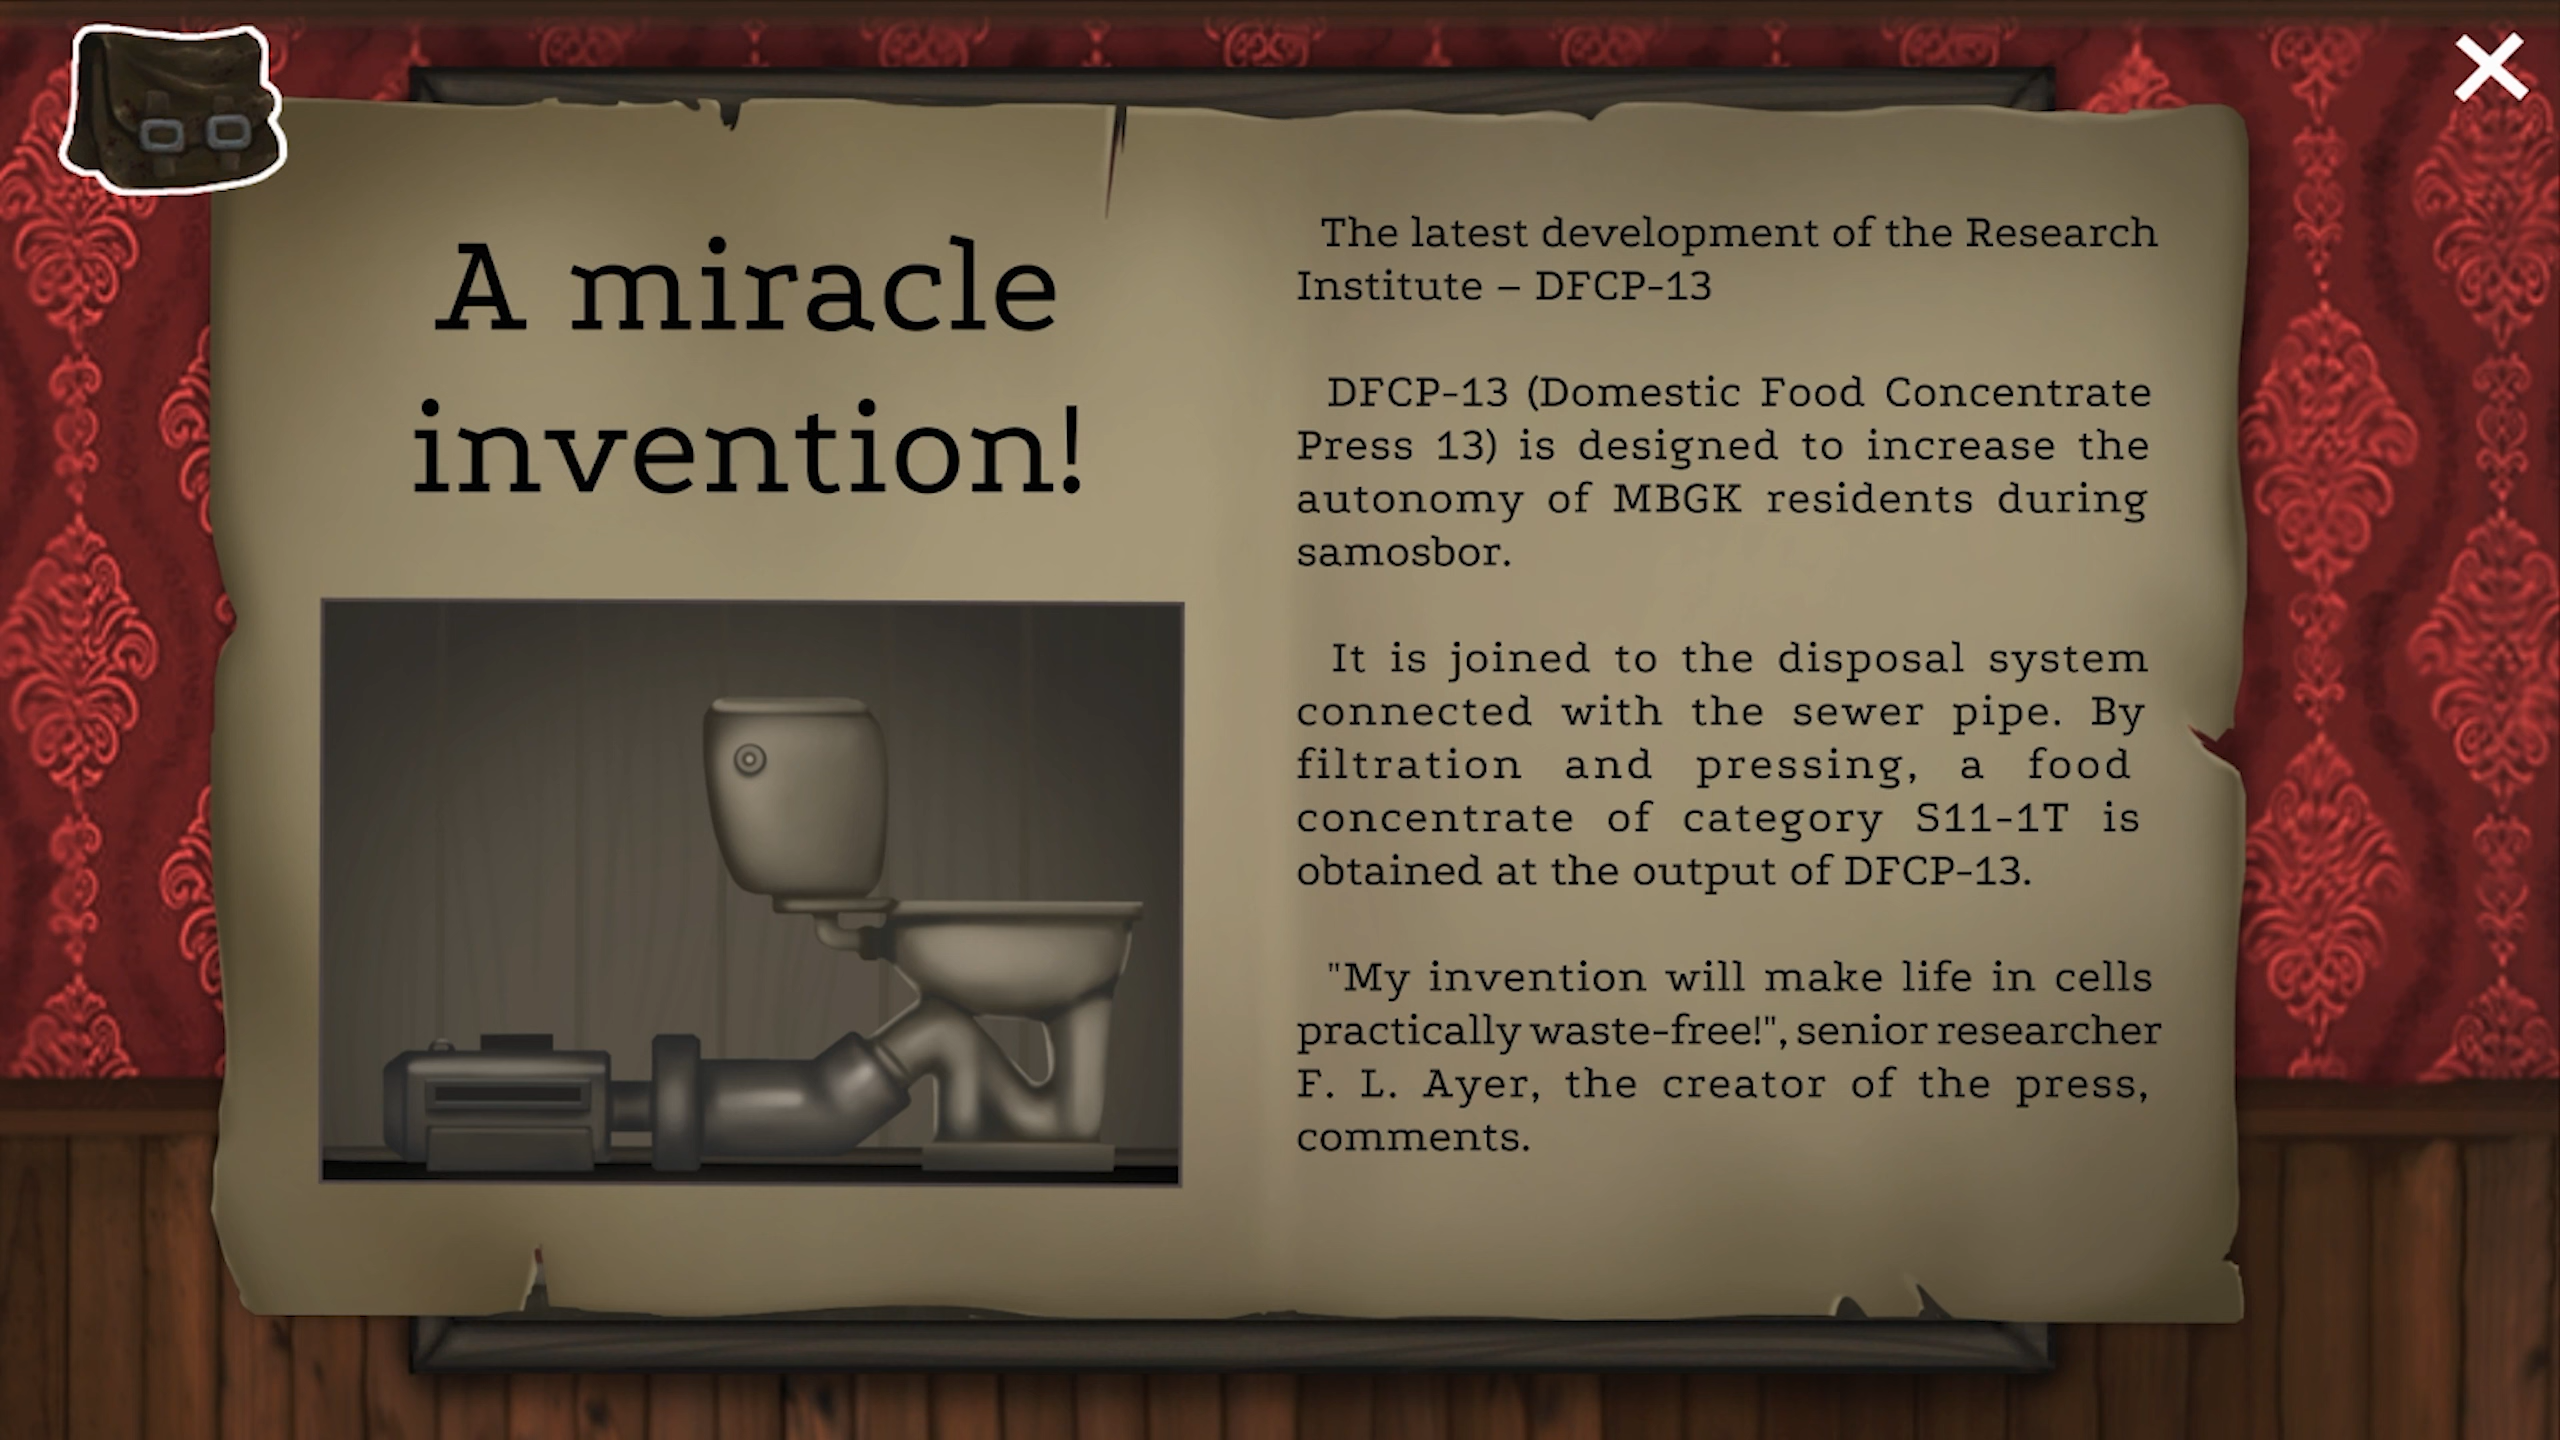 A miracle
invention!
The latest development of the Research
Institute – DFCP-13
DFCP-13 (Domestic Food Concentrate
Press 13) is designed to increase the
autonomy of MBGK residents during
samosbor.
It is joined to the disposal system
connected with the sewer pipe. By
filtration and pressing, a food
concentrate of category S11-1T is
obtained at the output of DFCP-13.
"My invention will make life in cells
practically waste-free!", senior researcher
F. L. Ayer, the creator of the press,
comments.